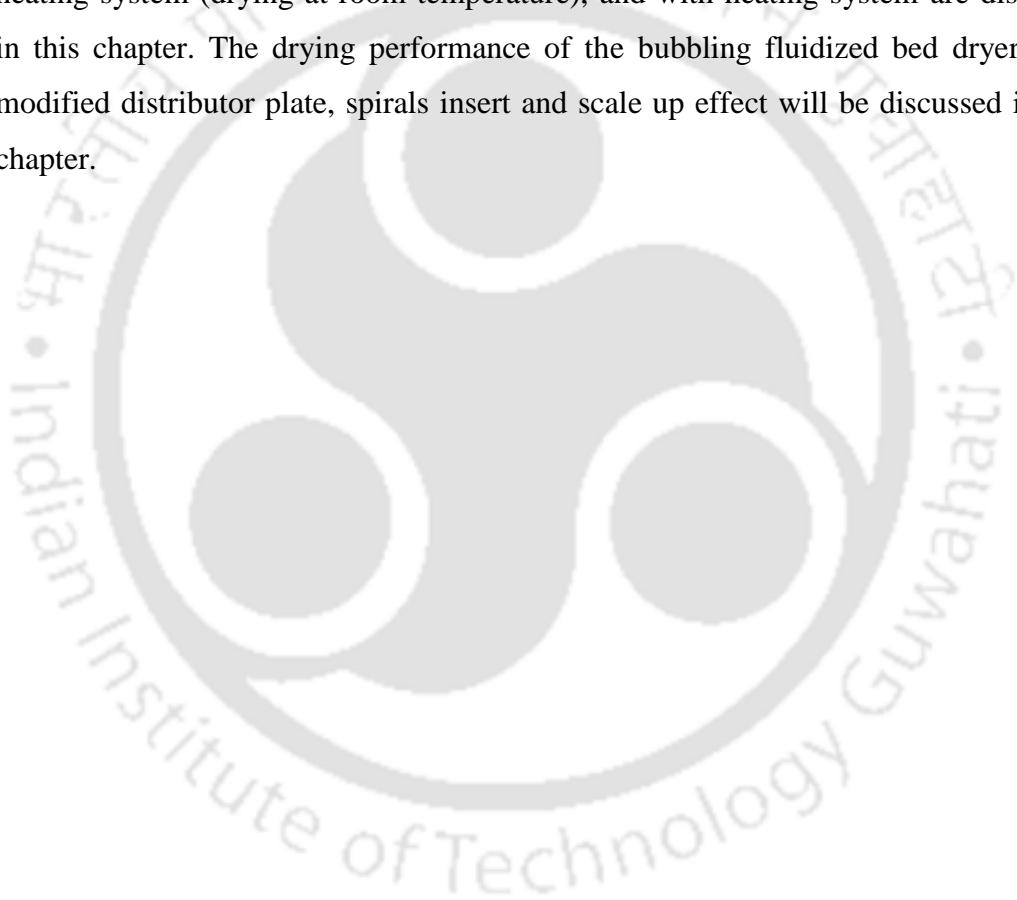 heating system (drying at room temperature), and with heating system are dis
in this chapter. The drying performance of the bubbling fluidized bed dryer
modified distributor plate, spirals insert and scale up effect will be discussed i
chapter.
• Indian Institute of Technology Guwahati •